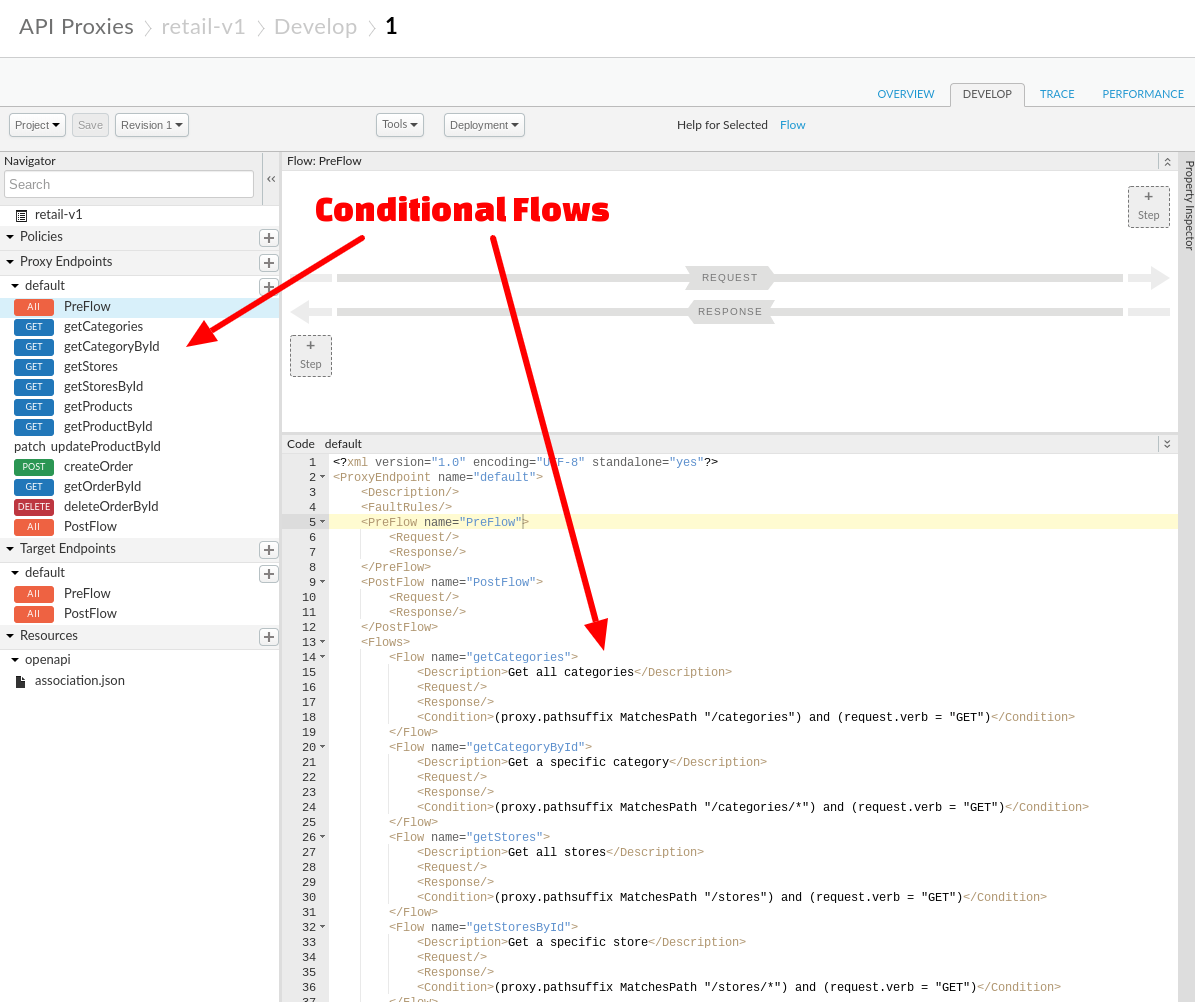 API Proxies › retail-v1 › Develop › 1
OVERVIEW DEVELOP TRACE PERFORMANCE
Project Save Revision 1 Tools Deployment Help for Selected Flow
Navigator
Search
retail-v1
Policies
Proxy Endpoints
default
All PreFlow
GET getCategories
GET getCategoryById
GET getStores
GET getStoresById
GET getProducts
GET getProductById
patch updateProductById
POST createOrder
GET getOrderById
DELETE deleteOrderById
All PostFlow
Target Endpoints
default
All PreFlow
All PostFlow
Resources
openapi
association.json
Flow: PreFlow
Conditional Flows
+
Step
REQUEST
RESPONSE
+
Step
Property Inspector
Code default
1 <?xml version="1.0" encoding="UTF-8" standalone="yes"?>
2 <ProxyEndpoint name="default">
3 <Description/>
4 <FaultRules/>
5 <PreFlow name="PreFlow">
6 <Request/>
7 <Response/>
8 </PreFlow>
9 <PostFlow name="PostFlow">
10 <Request/>
11 <Response/>
12 </PostFlow>
13 <Flows>
14 <Flow name="getCategories">
15 <Description>Get all categories</Description>
16 <Request/>
17 <Response/>
18 <Condition>(proxy.pathsuffix MatchesPath "/categories") and (request.verb = "GET")</Condition>
19 </Flow>
20 <Flow name="getCategoryById">
21 <Description>Get a specific category</Description>
22 <Request/>
23 <Response/>
24 <Condition>(proxy.pathsuffix MatchesPath "/categories/*") and (request.verb = "GET")</Condition>
25 </Flow>
26 <Flow name="getStores">
27 <Description>Get all stores</Description>
28 <Request/>
29 <Response/>
30 <Condition>(proxy.pathsuffix MatchesPath "/stores") and (request.verb = "GET")</Condition>
31 </Flow>
32 <Flow name="getStoresById">
33 <Description>Get a specific store</Description>
34 <Request/>
35 <Response/>
36 <Condition>(proxy.pathsuffix MatchesPath "/stores/*") and (request.verb = "GET")</Condition>
37 </Flow>